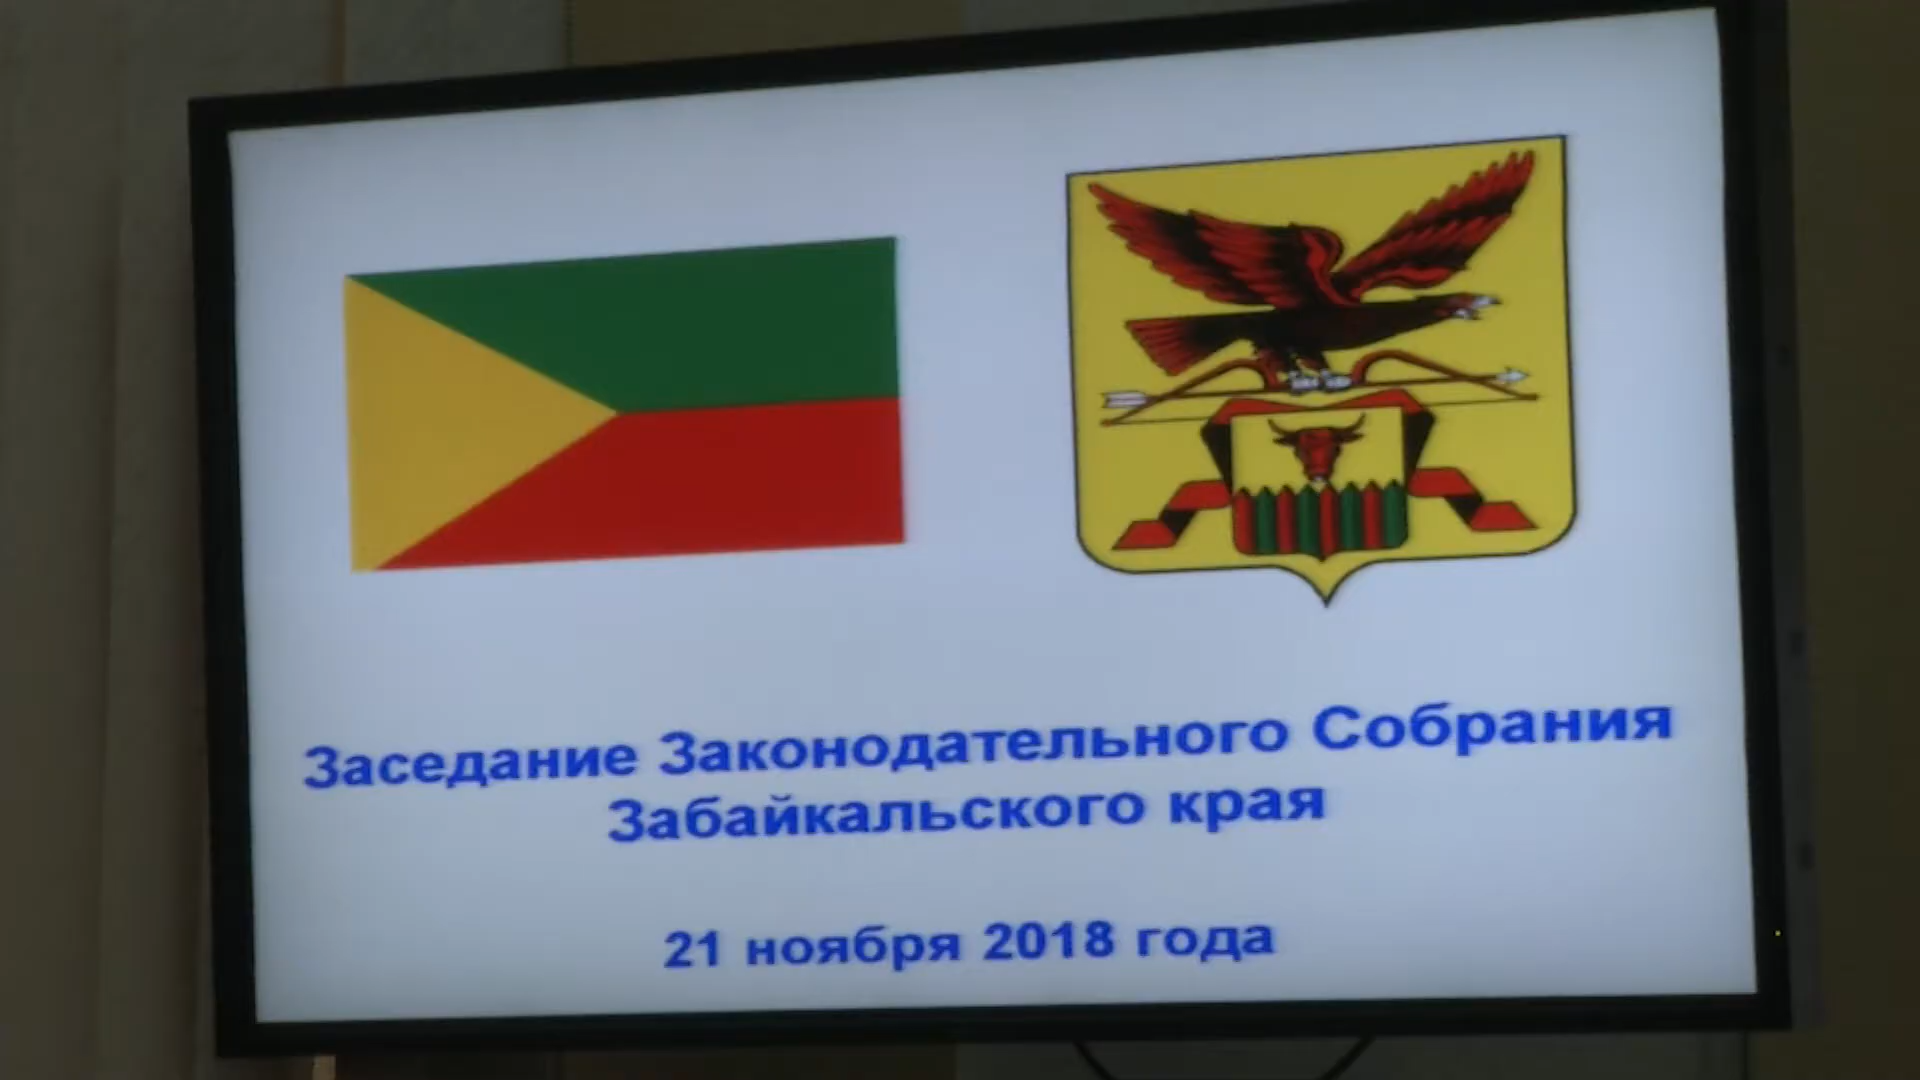 Заседание Законодательного Собрания
Забайкальского края
21 ноября 2018 года